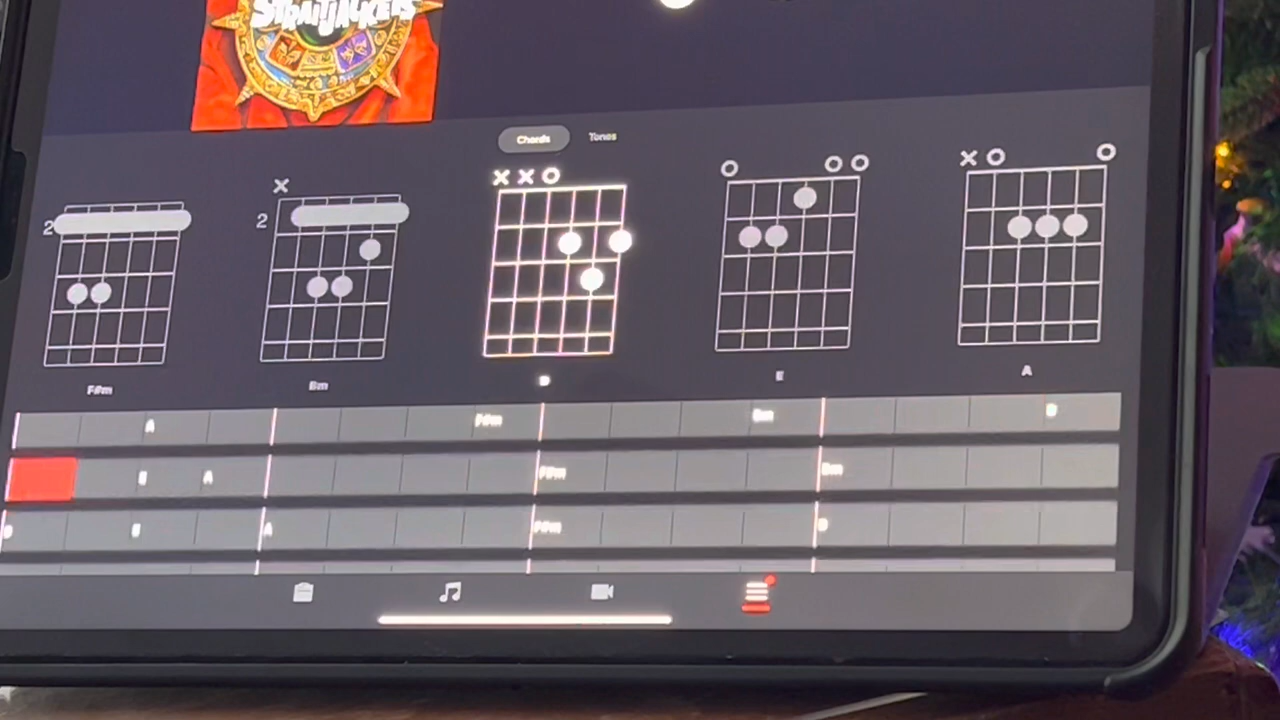 STRAITJACKETS
Chords Tones
X X O O O O X O O
2 X 2
F#m Bm D E A
A F#m Bm D
E A F#m Bm
D E A F#m D